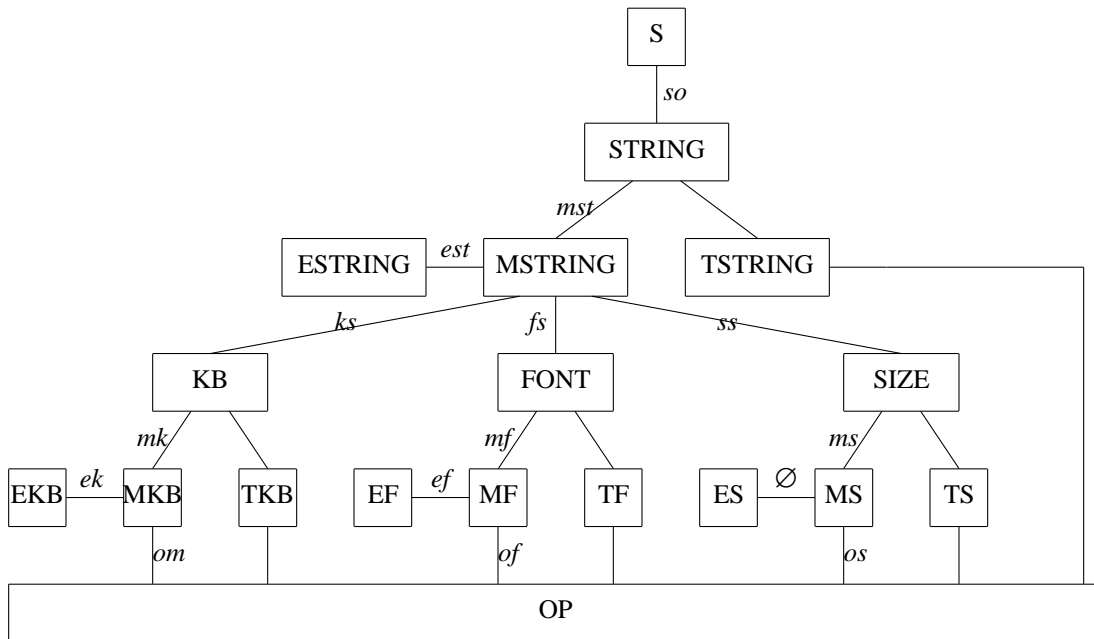 S
so
STRING
mst
ESTRING est MSTRING TSTRING
ks fs ss
KB FONT SIZE
mk mf ms
EKB ek MKB TKB EF ef MF TF ES ∅ MS TS
om of os
OP